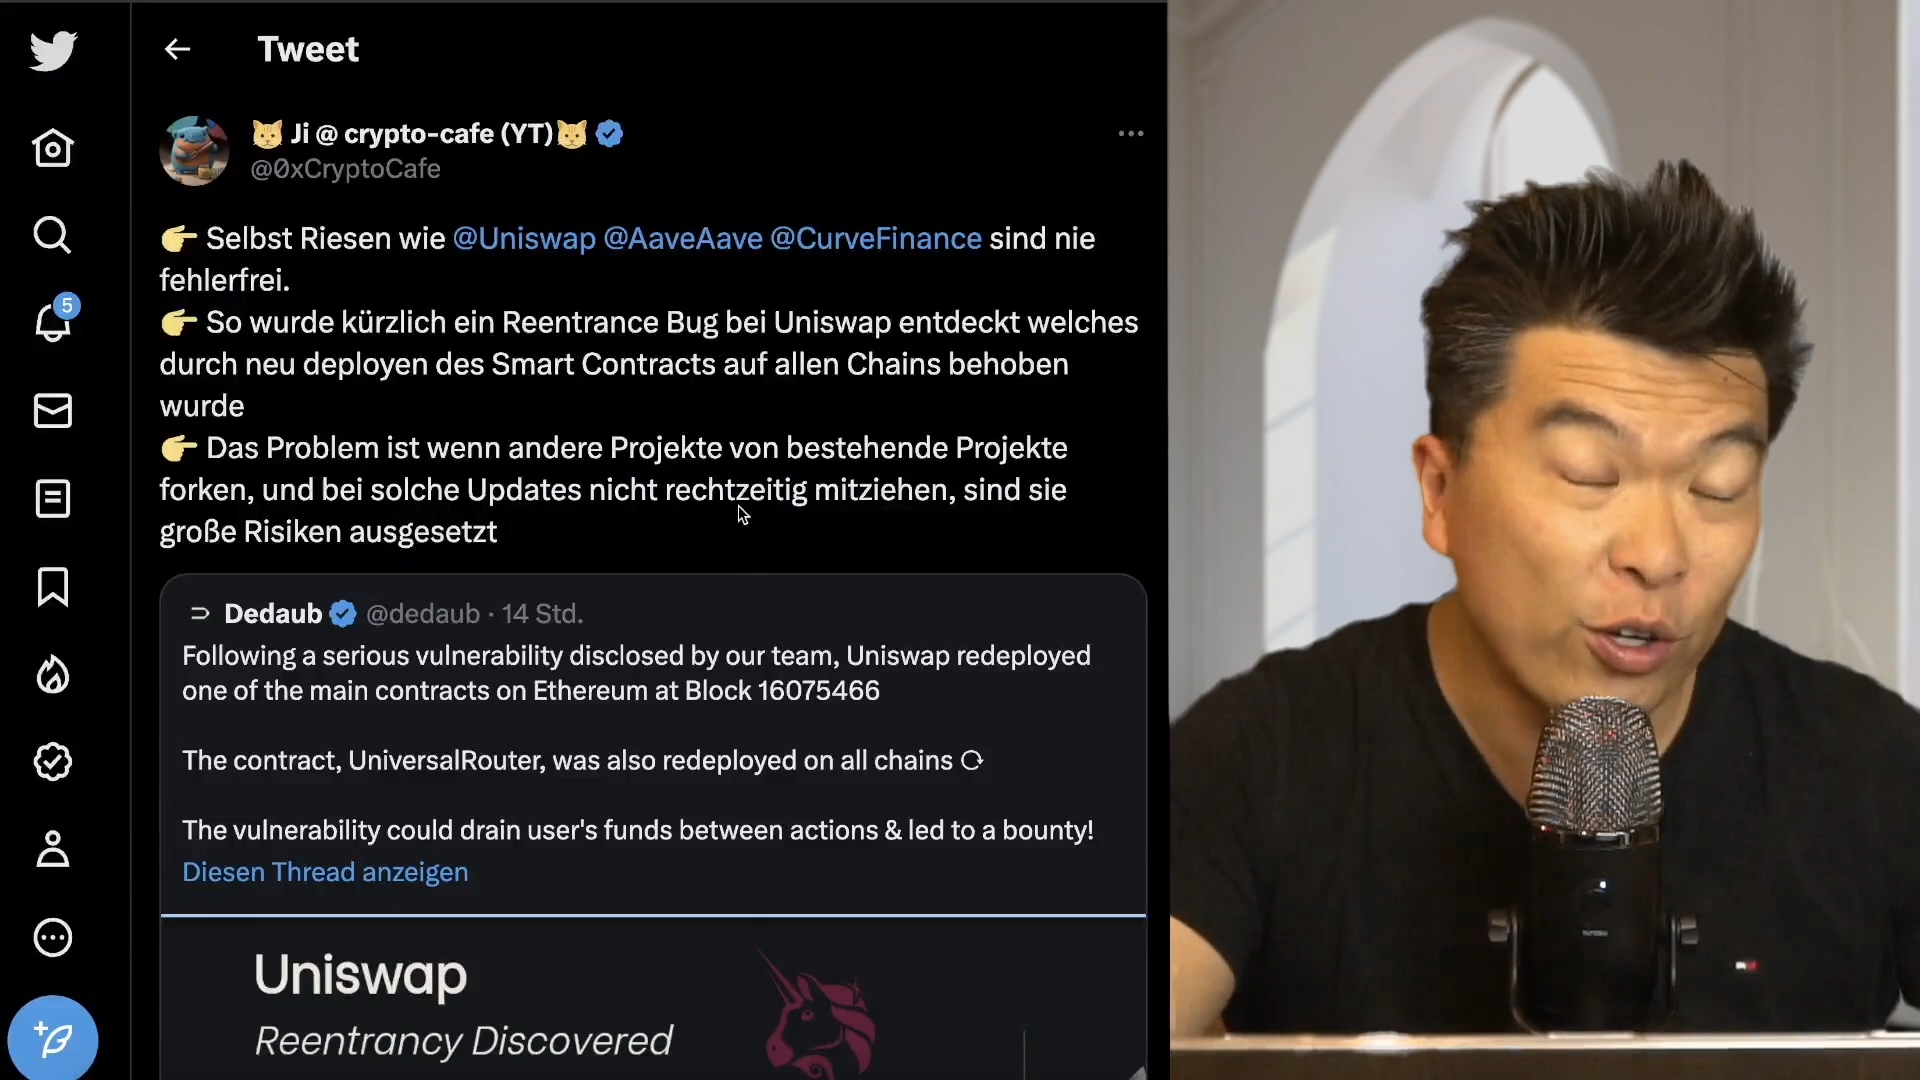 Tweet
🐱 Ji @ crypto-cafe (YT)🐱
@0xCryptoCafe
👉 Selbst Riesen wie @Uniswap @AaveAave @CurveFinance sind nie
fehlerfrei.
👉 So wurde kürzlich ein Reentrance Bug bei Uniswap entdeckt welches
durch neu deployen des Smart Contracts auf allen Chains behoben
wurde
👉 Das Problem ist wenn andere Projekte von bestehende Projekte
forken, und bei solche Updates nicht rechtzeitig mitziehen, sind sie
große Risiken ausgesetzt
5
Dedaub @dedaub · 14 Std.
Following a serious vulnerability disclosed by our team, Uniswap redeployed
one of the main contracts on Ethereum at Block 16075466
The contract, UniversalRouter, was also redeployed on all chains
The vulnerability could drain user's funds between actions & led to a bounty!
Diesen Thread anzeigen
Uniswap
Reentrancy Discovered